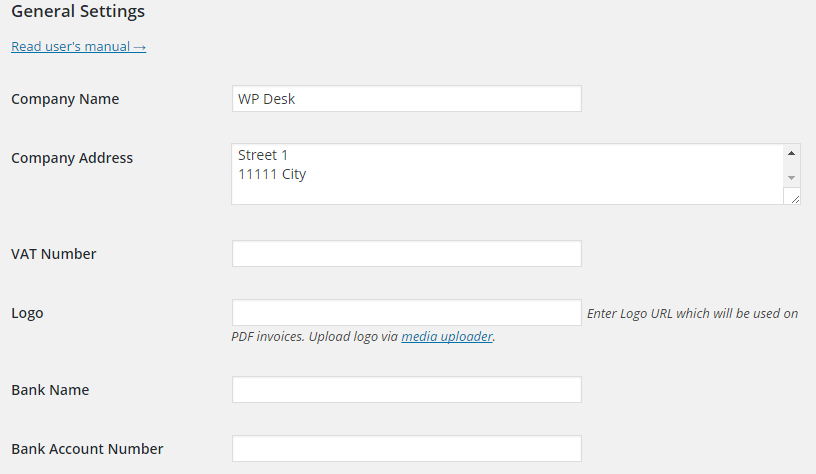 General Settings
Read user's manual →
Company Name
WP Desk
Company Address
Street 1
11111 City
VAT Number
Logo
Enter Logo URL which will be used on
PDF invoices. Upload logo via media uploader.
Bank Name
Bank Account Number